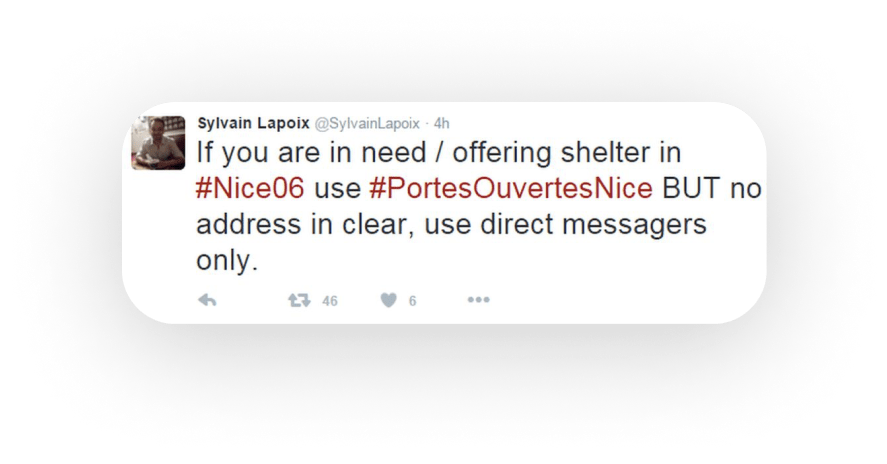 Sylvain Lapoix @SylvainLapoix · 4h
If you are in need / offering shelter in
#Nice06 use #PortesOuvertesNice BUT no
address in clear, use direct messagers
only.
46 6